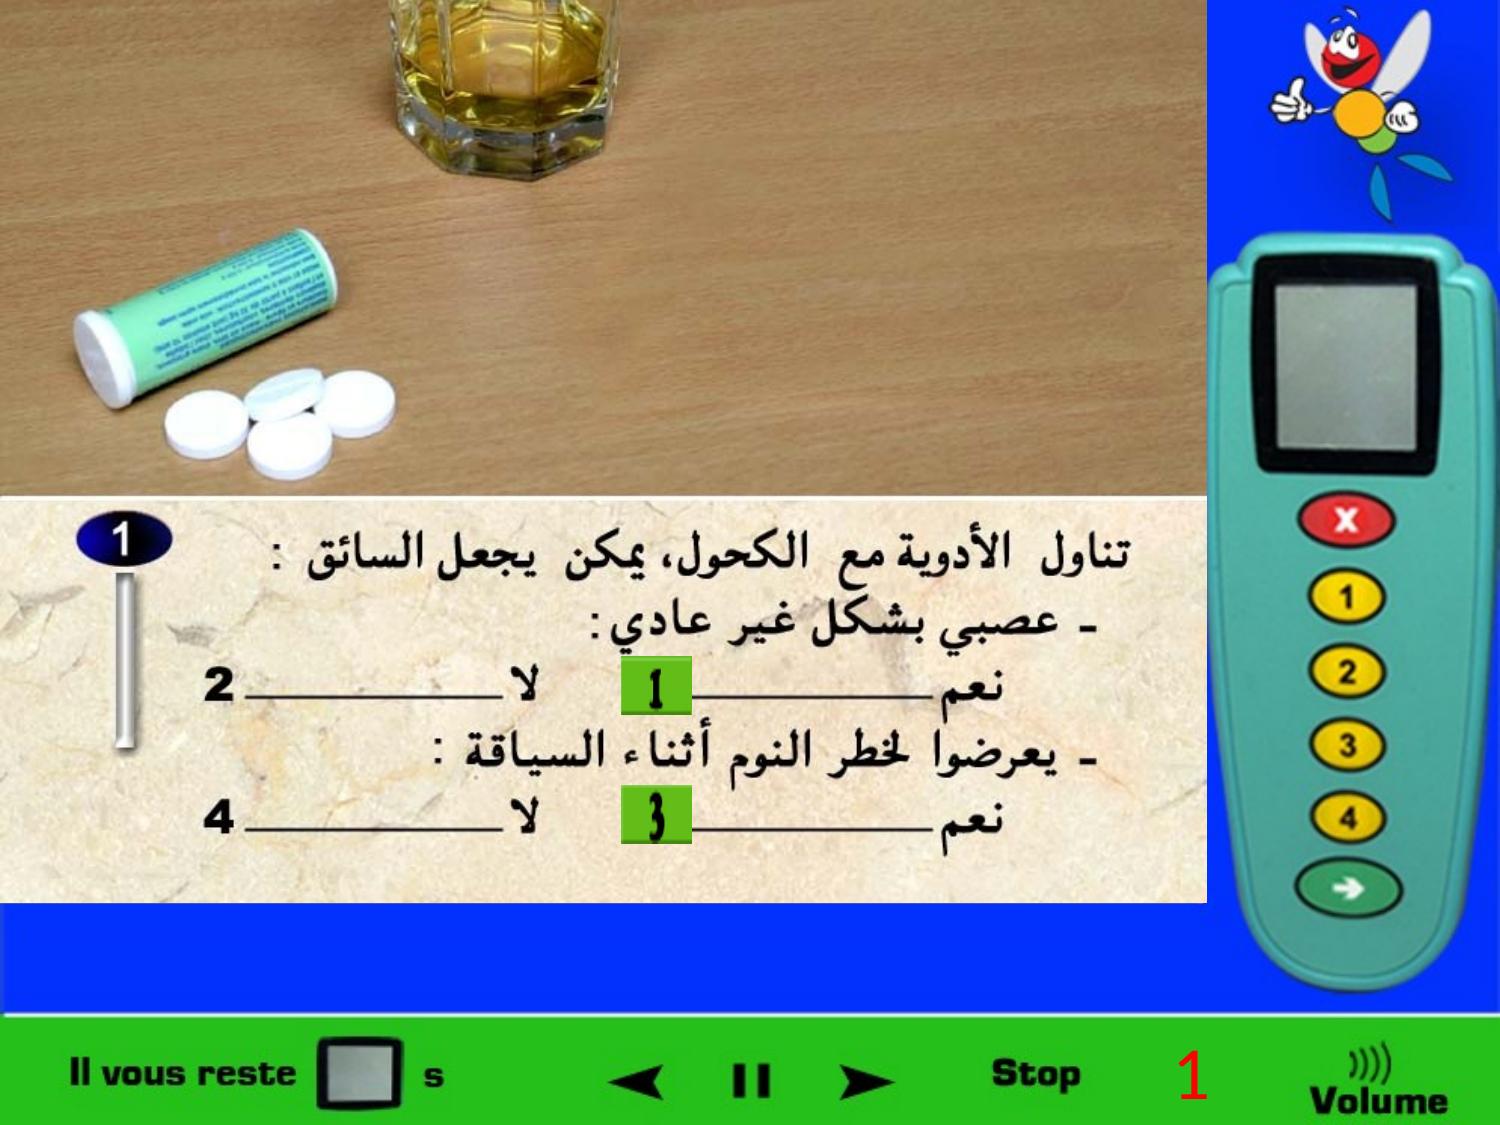 1
تناول الأدوية مع الكحول، يمكن يجعل السائق :
- عصبي بشكل غير عادي :
نعم 1 لا 2
- يعرضوا لخطر النوم أثناء السياقة :
نعم 3 لا 4
X
1
2
3
4
Il vous reste s
Stop
1
Volume